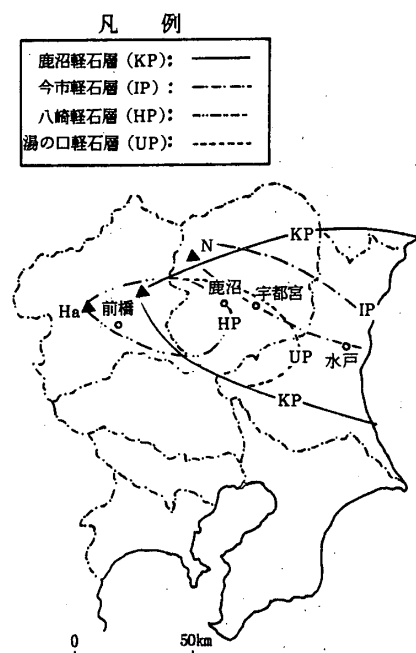 凡 例
鹿沼軽石層(KP):
今市軽石層(IP):
八崎軽石層(HP):
湯の口軽石層(UP):
KP
N
鹿沼
宇都宮
Ha
前橋
HP
IP
UP
水戸
KP
0 50km